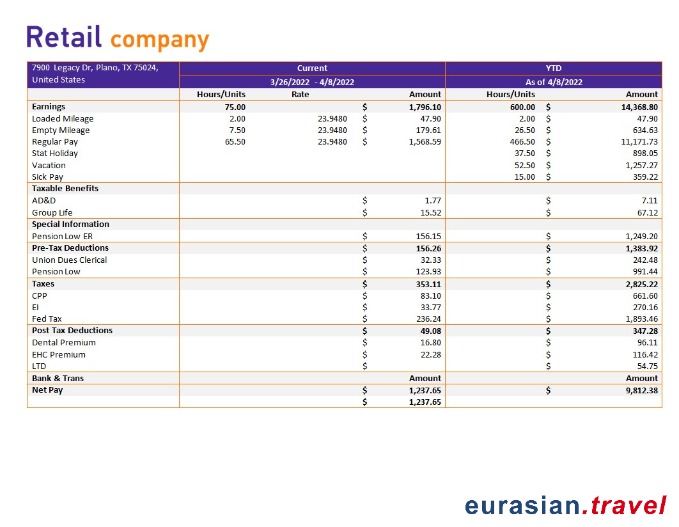 Retail company
7900 Legacy Dr, Plano, TX 75024, Current YTD
United States 3/26/2022 - 4/8/2022 As of 4/8/2022
Hours/Units Rate Amount Hours/Units Amount
Earnings 75.00 $ 1,796.10 600.00 $ 14,368.80
Loaded Mileage 2.00 23.9480 $ 47.90 2.00 $ 47.90
Empty Mileage 7.50 23.9480 $ 179.61 26.50 $ 634.63
Regular Pay 65.50 23.9480 $ 1,568.59 466.50 $ 11,171.73
Stat Holiday 37.50 $ 898.05
Vacation 52.50 $ 1,257.27
Sick Pay 15.00 $ 359.22
Taxable Benefits
AD&D $ 1.77 $ 7.11
Group Life $ 15.52 $ 67.12
Special Information
Pension Low ER $ 156.15 $ 1,249.20
Pre-Tax Deductions $ 156.26 $ 1,383.92
Union Dues Clerical $ 32.33 $ 242.48
Pension Low $ 123.93 $ 991.44
Taxes $ 353.11 $ 2,825.22
CPP $ 83.10 $ 661.60
EI $ 33.77 $ 270.16
Fed Tax $ 236.24 $ 1,893.46
Post Tax Deductions $ 49.08 $ 347.28
Dental Premium $ 16.80 $ 96.11
EHC Premium $ 22.28 $ 116.42
LTD $ $ 54.75
Bank & Trans Amount Amount
Net Pay $ 1,237.65 $ 9,812.38
$ 1,237.65
eurasian.travel